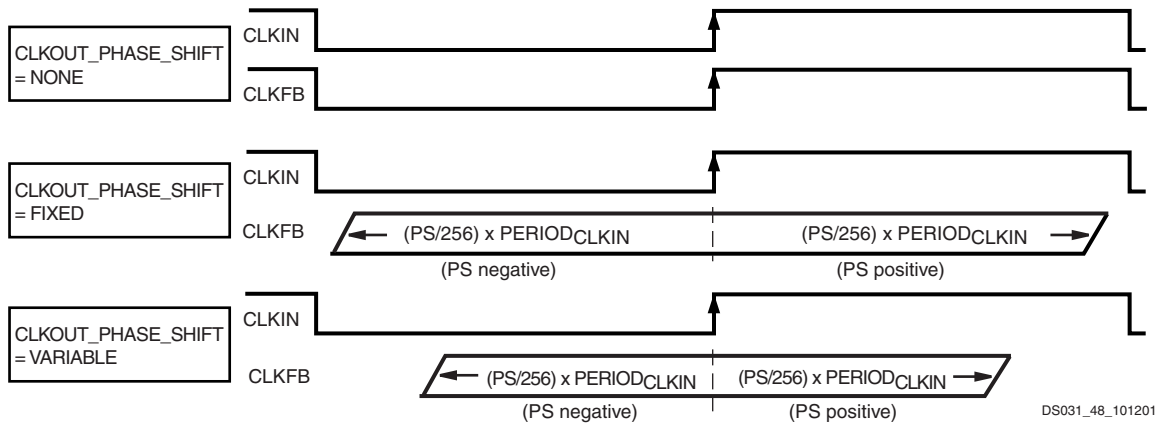 CLKOUT_PHASE_SHIFT
= NONE
CLKIN
CLKFB
CLKOUT_PHASE_SHIFT
= FIXED
CLKIN
CLKFB
(PS/256) x PERIODCLKIN
(PS/256) x PERIODCLKIN
(PS negative)
(PS positive)
CLKOUT_PHASE_SHIFT
= VARIABLE
CLKIN
CLKFB
(PS/256) x PERIODCLKIN
(PS/256) x PERIODCLKIN
(PS negative)
(PS positive)
DS031_48_101201